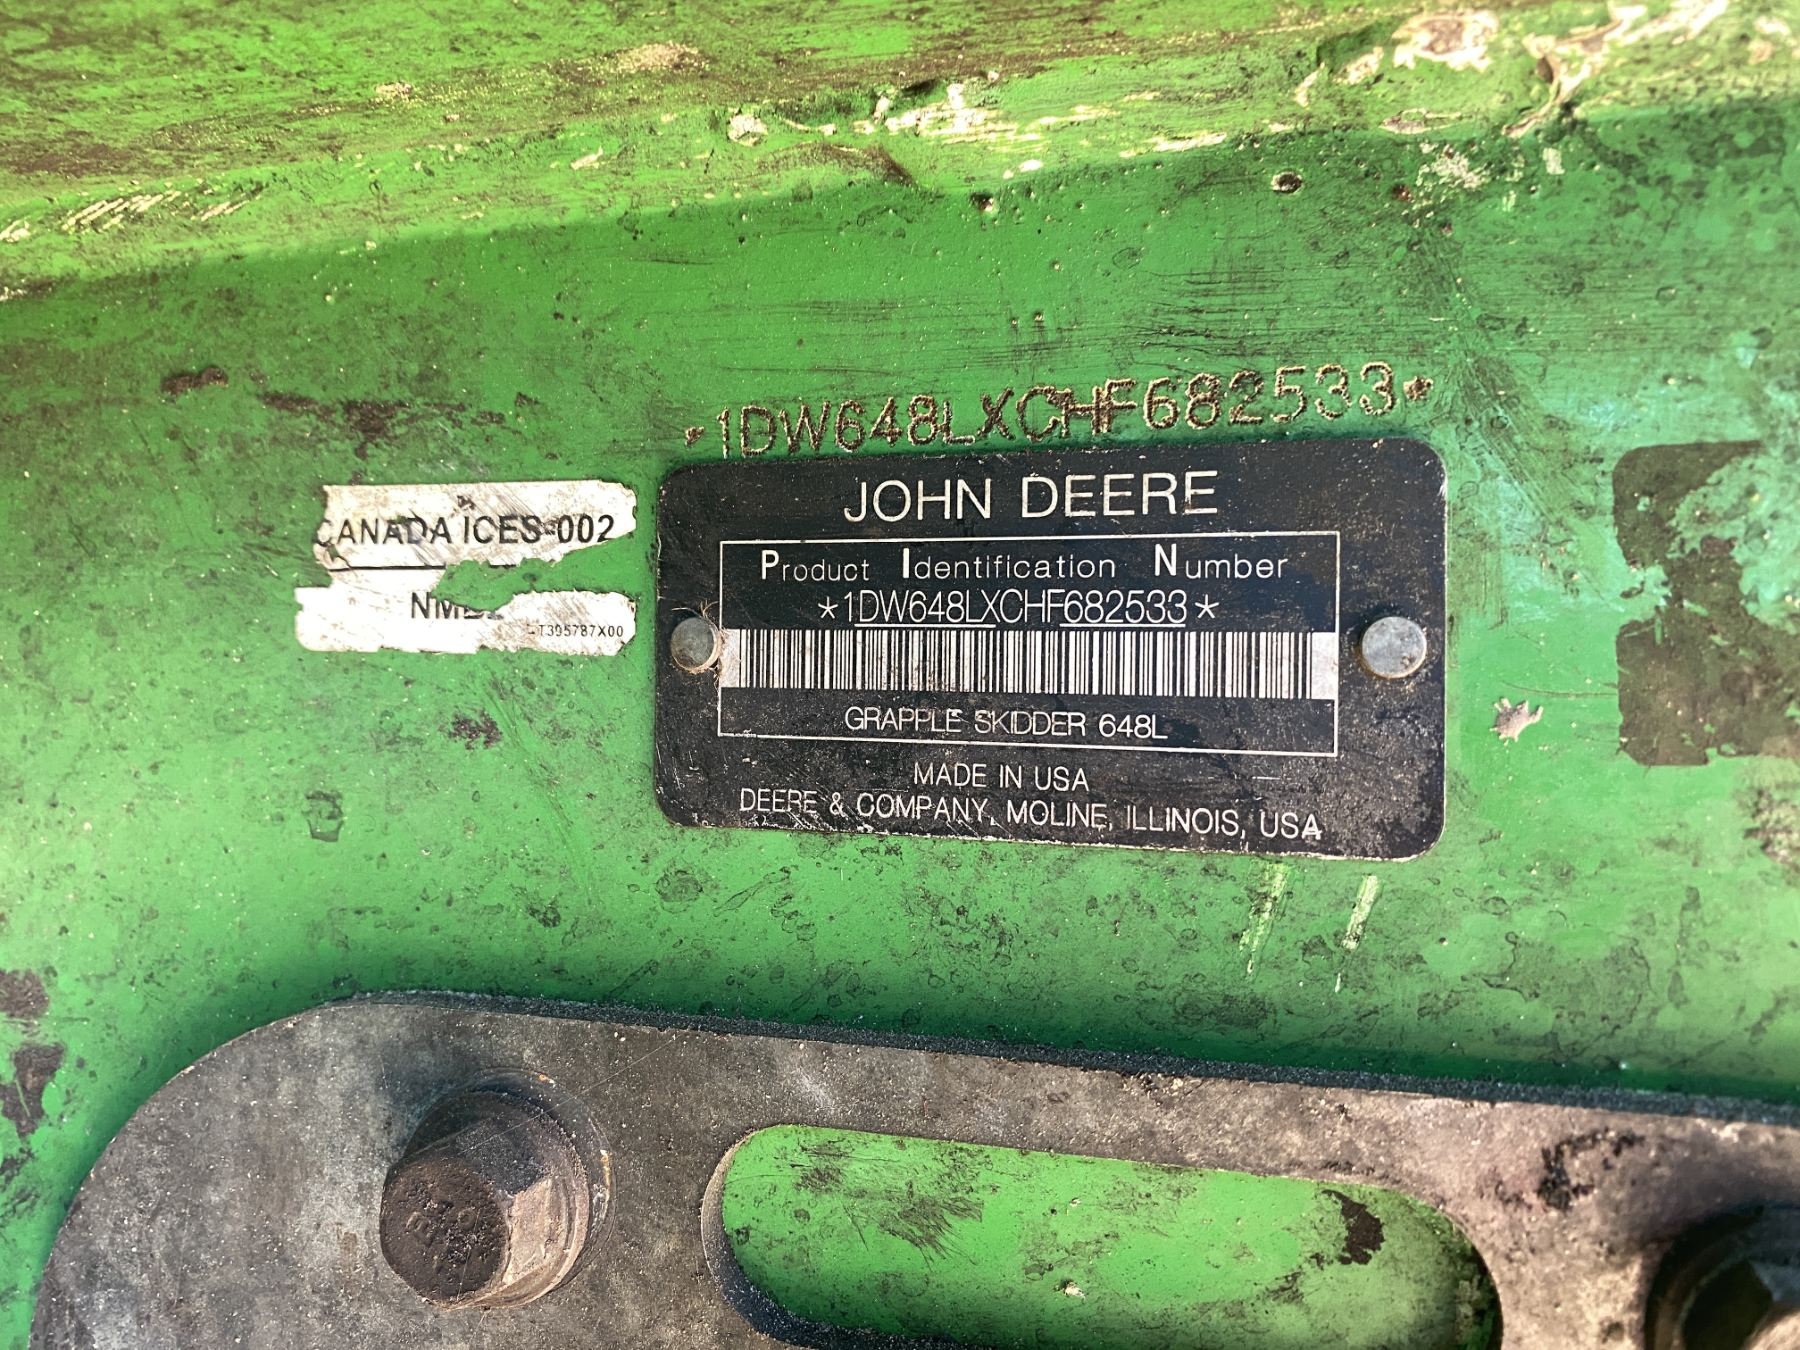 *1DW648LXCHF682533*
JOHN DEERE
Product Identification Number
*1DW648LXCHF682533*
GRAPPLE SKIDDER 648L
MADE IN USA
DEERE & COMPANY, MOLINE, ILLINOIS, USA
CANADA ICES-002
T305787X00